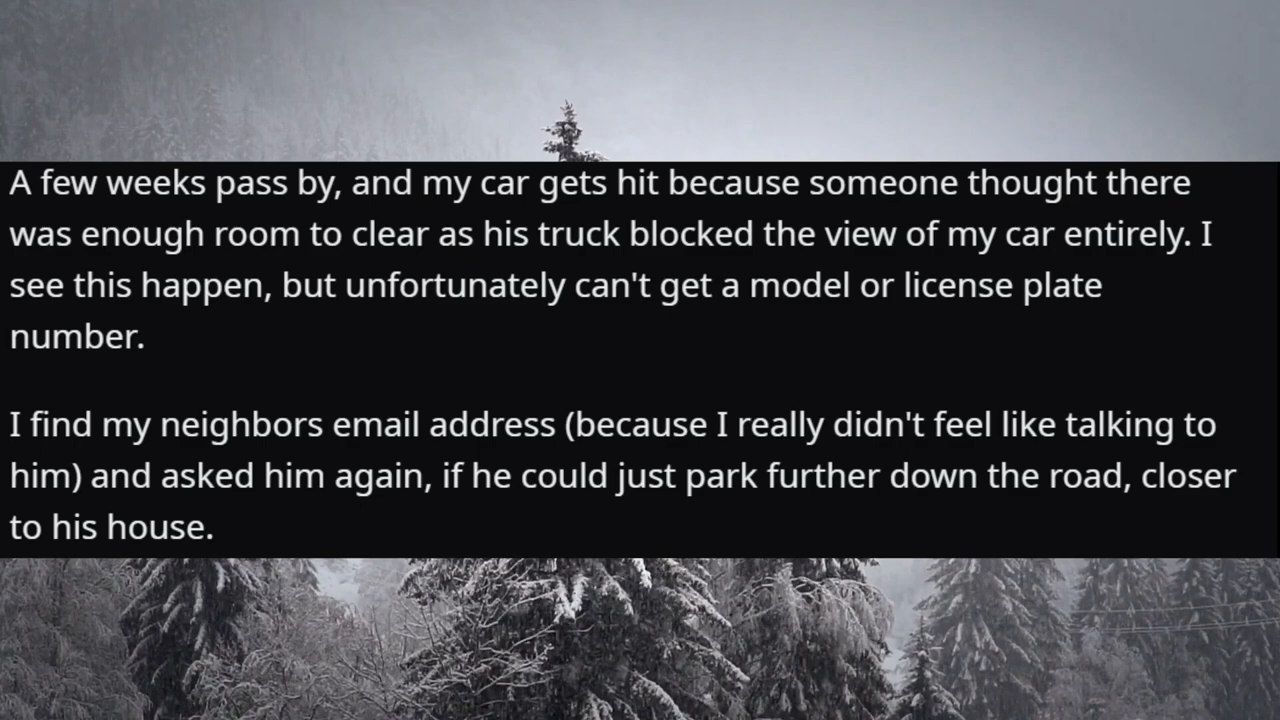 A few weeks pass by, and my car gets hit because someone thought there
was enough room to clear as his truck blocked the view of my car entirely. I
see this happen, but unfortunately can't get a model or license plate
number.
I find my neighbors email address (because I really didn't feel like talking to
him) and asked him again, if he could just park further down the road, closer
to his house.